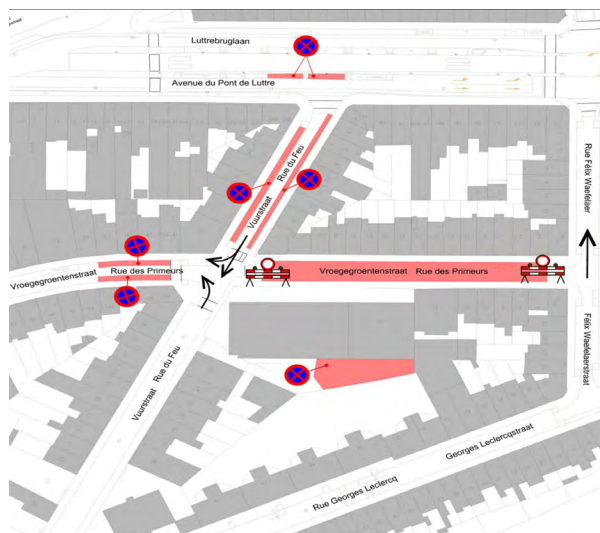 Luttrebruglaan
Avenue du Pont de Luttre
Vuurstraat Rue du Feu
Rue Félix Waefelaer
Vroegegroentenstraat Rue des Primeurs
Vroegegroentenstraat Rue des Primeurs
Félix Waefelaerstraat
Vuurstraat Rue du Feu
Rue Georges Leclercq Georges Leclercqstraat